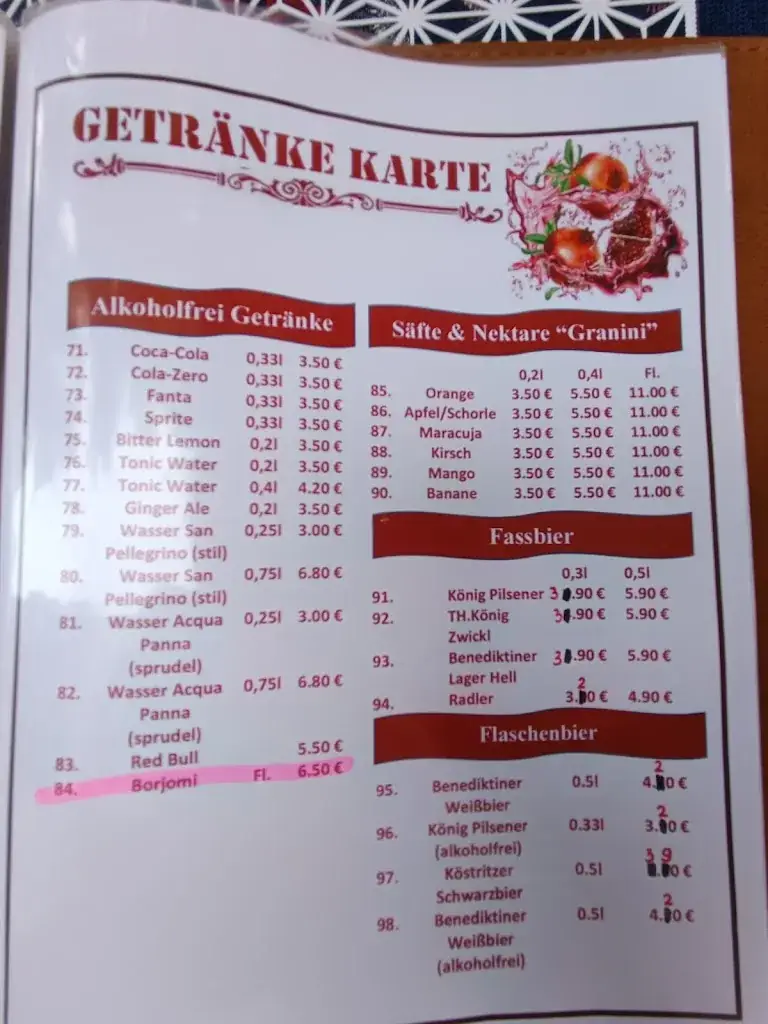 GETRÄNKE KARTE
Alkoholfrei Getränke
71. Coca-Cola 0,33l 3.50 €
72. Cola-Zero 0,33l 3.50 €
73. Fanta 0,33l 3.50 €
74. Sprite 0,33l 3.50 €
75. Bitter Lemon 0,2l 3.50 €
76. Tonic Water 0,2l 3.50 €
77. Tonic Water 0,4l 4.20 €
78. Ginger Ale 0,2l 3.50 €
79. Wasser San 0,25l 3.00 €
Pellegrino (stil)
80. Wasser San 0,75l 6.80 €
Pellegrino (stil)
81. Wasser Acqua 0,25l 3.00 €
Panna
(sprudel)
82. Wasser Acqua 0,75l 6.80 €
Panna
(sprudel)
83. Red Bull 5.50 €
84. Borjomi Fl. 6.50 €
Säfte & Nektare “Granini”
0,2l 0,4l Fl.
85. Orange 3.50 € 5.50 € 11.00 €
86. Apfel/Schorle 3.50 € 5.50 € 11.00 €
87. Maracuja 3.50 € 5.50 € 11.00 €
88. Kirsch 3.50 € 5.50 € 11.00 €
89. Mango 3.50 € 5.50 € 11.00 €
90. Banane 3.50 € 5.50 € 11.00 €
Fassbier
0,3l 0,5l
91. König Pilsener 3.90 € 5.90 €
92. TH.König 3.90 € 5.90 €
Zwickl
93. Benediktiner 3.90 € 5.90 €
Lager Hell
94. Radler 3.20 € 4.90 €
Flaschenbier
95. Benediktiner 0.5l 4.20 €
Weißbier
96. König Pilsener 0.33l 3.20 €
(alkoholfrei)
97. Köstritzer 0.5l 3.90 €
Schwarzbier
98. Benediktiner 0.5l 4.20 €
Weißbier
(alkoholfrei)